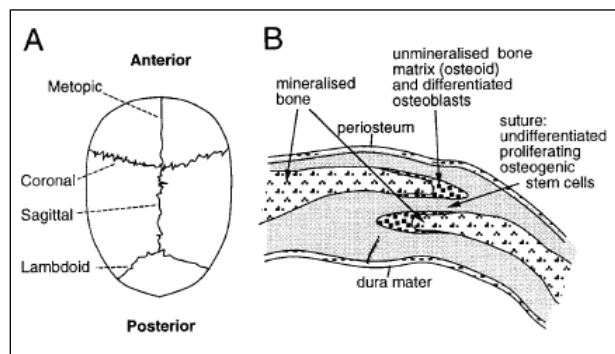 A
Anterior
Metopic
Coronal
Sagittal
Lambdoid
Posterior
B
unmineralised bone
matrix (osteoid)
and differentiated
osteoblasts
mineralised
bone
periosteum
suture:
undifferentiated
proliferating
osteogenic
stem cells
dura mater